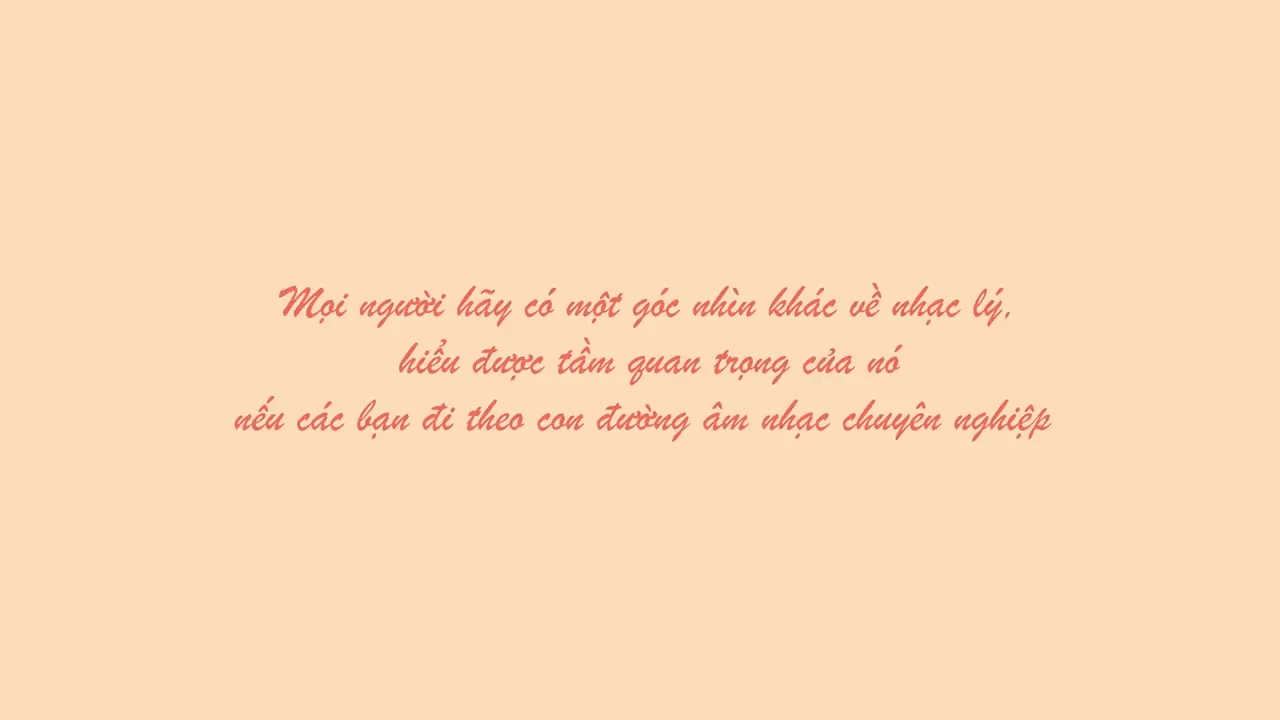 Mọi người hãy có một góc nhìn khác về nhạc lý,
hiểu được tầm quan trọng của nó
nếu các bạn đi theo con đường âm nhạc chuyên nghiệp